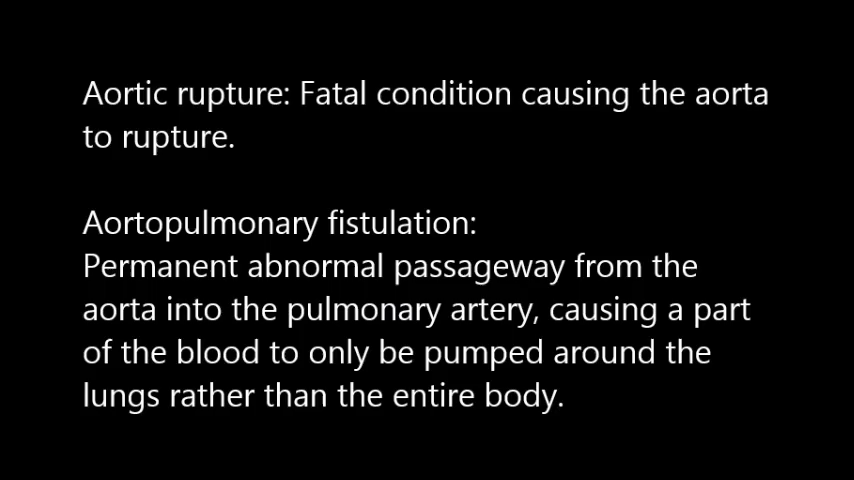 Aortic rupture: Fatal condition causing the aorta
to rupture.
Aortopulmonary fistulation:
Permanent abnormal passageway from the
aorta into the pulmonary artery, causing a part
of the blood to only be pumped around the
lungs rather than the entire body.